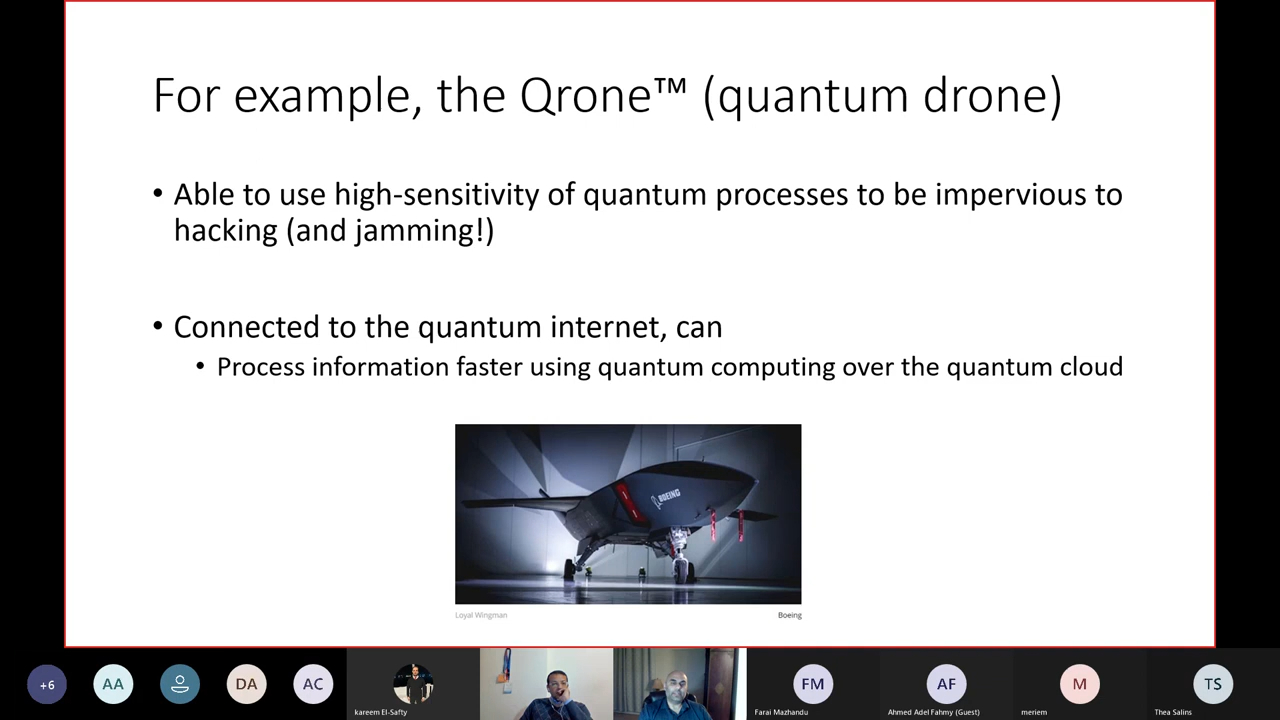 For example, the Qrone™ (quantum drone)
• Able to use high-sensitivity of quantum processes to be impervious to
hacking (and jamming!)
• Connected to the quantum internet, can
• Process information faster using quantum computing over the quantum cloud
BOEING
Loyal Wingman
Boeing
+6
AA
DA
AC
kareem El-Safty
FM
Farai Mazhandu
AF
Ahmed Adel Fahmy (Guest)
M
meriem
TS
Thea Salins